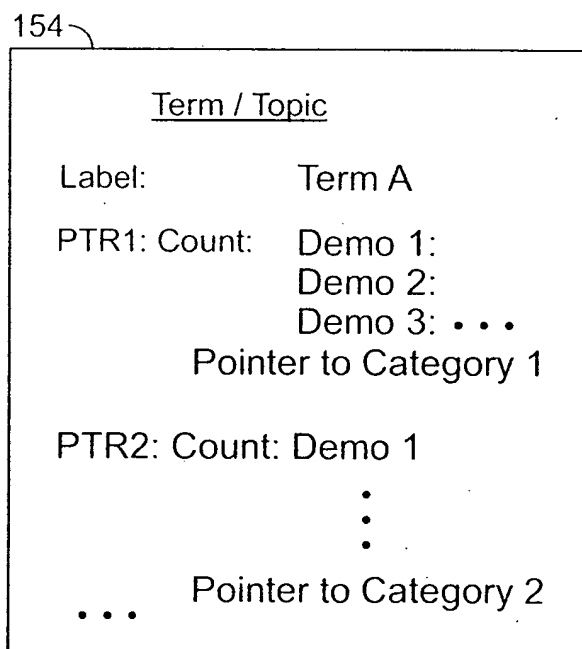 154
Term / Topic
Label: Term A
PTR1: Count: Demo 1:
Demo 2:
Demo 3: • • •
Pointer to Category 1
PTR2: Count: Demo 1
•
•
•
Pointer to Category 2
• • •